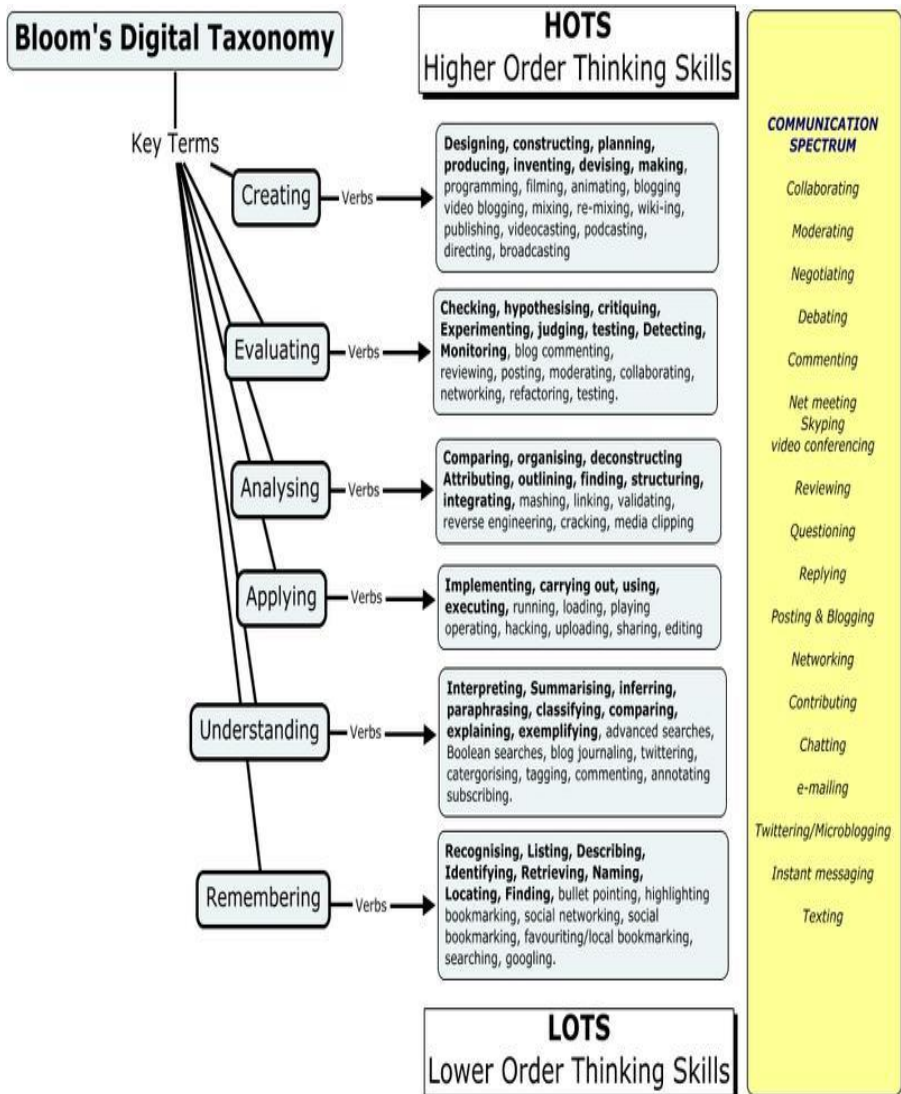 Bloom's Digital Taxonomy
HOTS
Higher Order Thinking Skills
Key Terms
Creating
Verbs
Designing, constructing, planning,
producing, inventing, devising, making,
programming, filming, animating, blogging
video blogging, mixing, re-mixing, wiki-ing,
publishing, videocasting, podcasting,
directing, broadcasting
Evaluating
Verbs
Checking, hypothesising, critiquing,
Experimenting, judging, testing, Detecting,
Monitoring, blog commenting,
reviewing, posting, moderating, collaborating,
networking, refactoring, testing.
Analysing
Verbs
Comparing, organising, deconstructing
Attributing, outlining, finding, structuring,
integrating, mashing, linking, validating,
reverse engineering, cracking, media clipping
Applying
Verbs
Implementing, carrying out, using,
executing, running, loading, playing
operating, hacking, uploading, sharing, editing
Understanding
Verbs
Interpreting, Summarising, inferring,
paraphrasing, classifying, comparing,
explaining, exemplifying, advanced searches,
Boolean searches, blog journaling, twittering,
catergorising, tagging, commenting, annotating
subscribing.
Remembering
Verbs
Recognising, Listing, Describing,
Identifying, Retrieving, Naming,
Locating, Finding, bullet pointing, highlighting
bookmarking, social networking, social
bookmarking, favouriting/local bookmarking,
searching, googling.
LOTS
Lower Order Thinking Skills
COMMUNICATION
SPECTRUM
Collaborating
Moderating
Negotiating
Debating
Commenting
Net meeting
Skyping
video conferencing
Reviewing
Questioning
Replying
Posting & Blogging
Networking
Contributing
Chatting
e-mailing
Twittering/Microblogging
Instant messaging
Texting